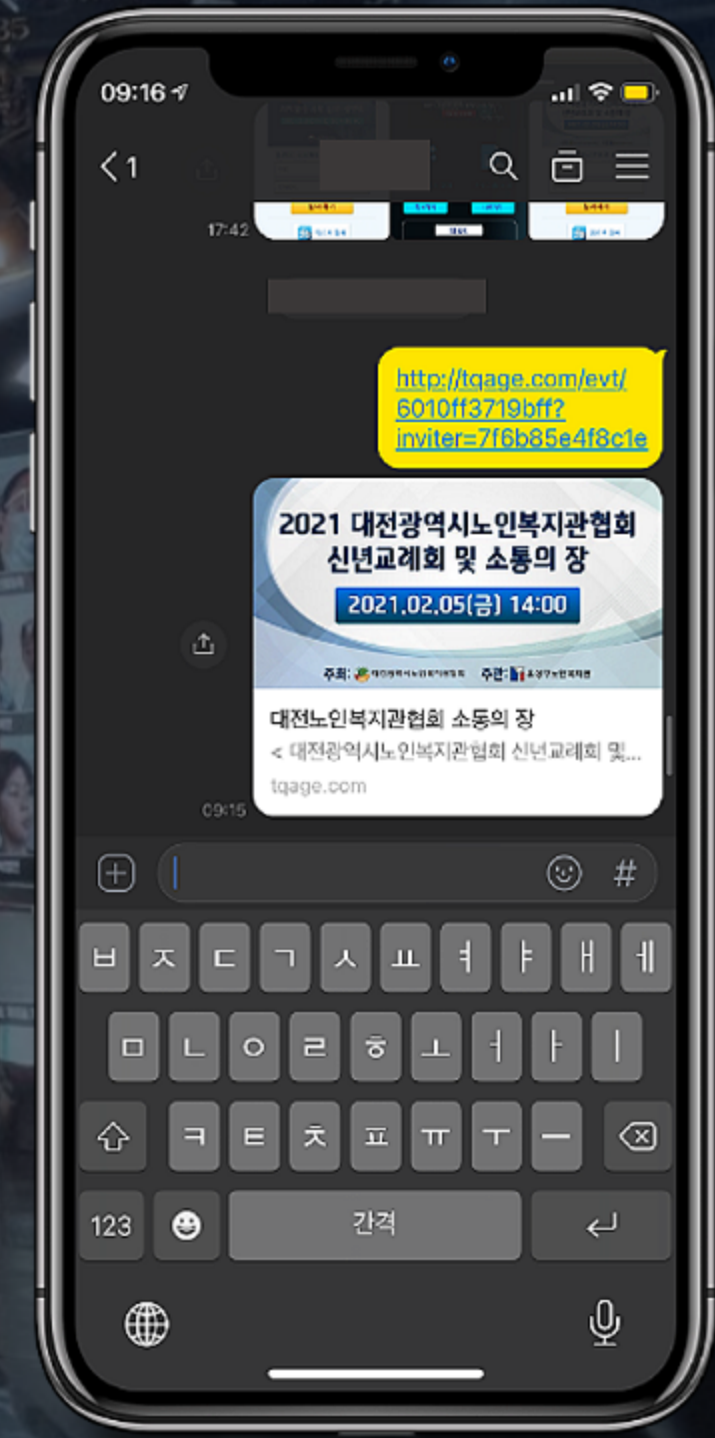 09:16
1
17:42
http://tqage.com/evt/
6010ff3719bff?
inviter=7f6b85e4f8c1e
2021 대전광역시노인복지관협회
신년교례회 및 소통의 장
2021.02.05(금) 14:00
주최: 주관:
대전노인복지관협회 소통의 장
< 대전광역시노인복지관협회 신년교례회 및...
tqage.com
09:15
#
ㅂ ㅈ ㄷ ㄱ ㅅ ㅛ ㅕ ㅑ ㅐ ㅔ
ㅁ ㄴ ㅇ ㄹ ㅎ ㅗ ㅓ ㅏ ㅣ
ㅋ ㅌ ㅊ ㅍ ㅠ ㅜ ㅡ
123 간격